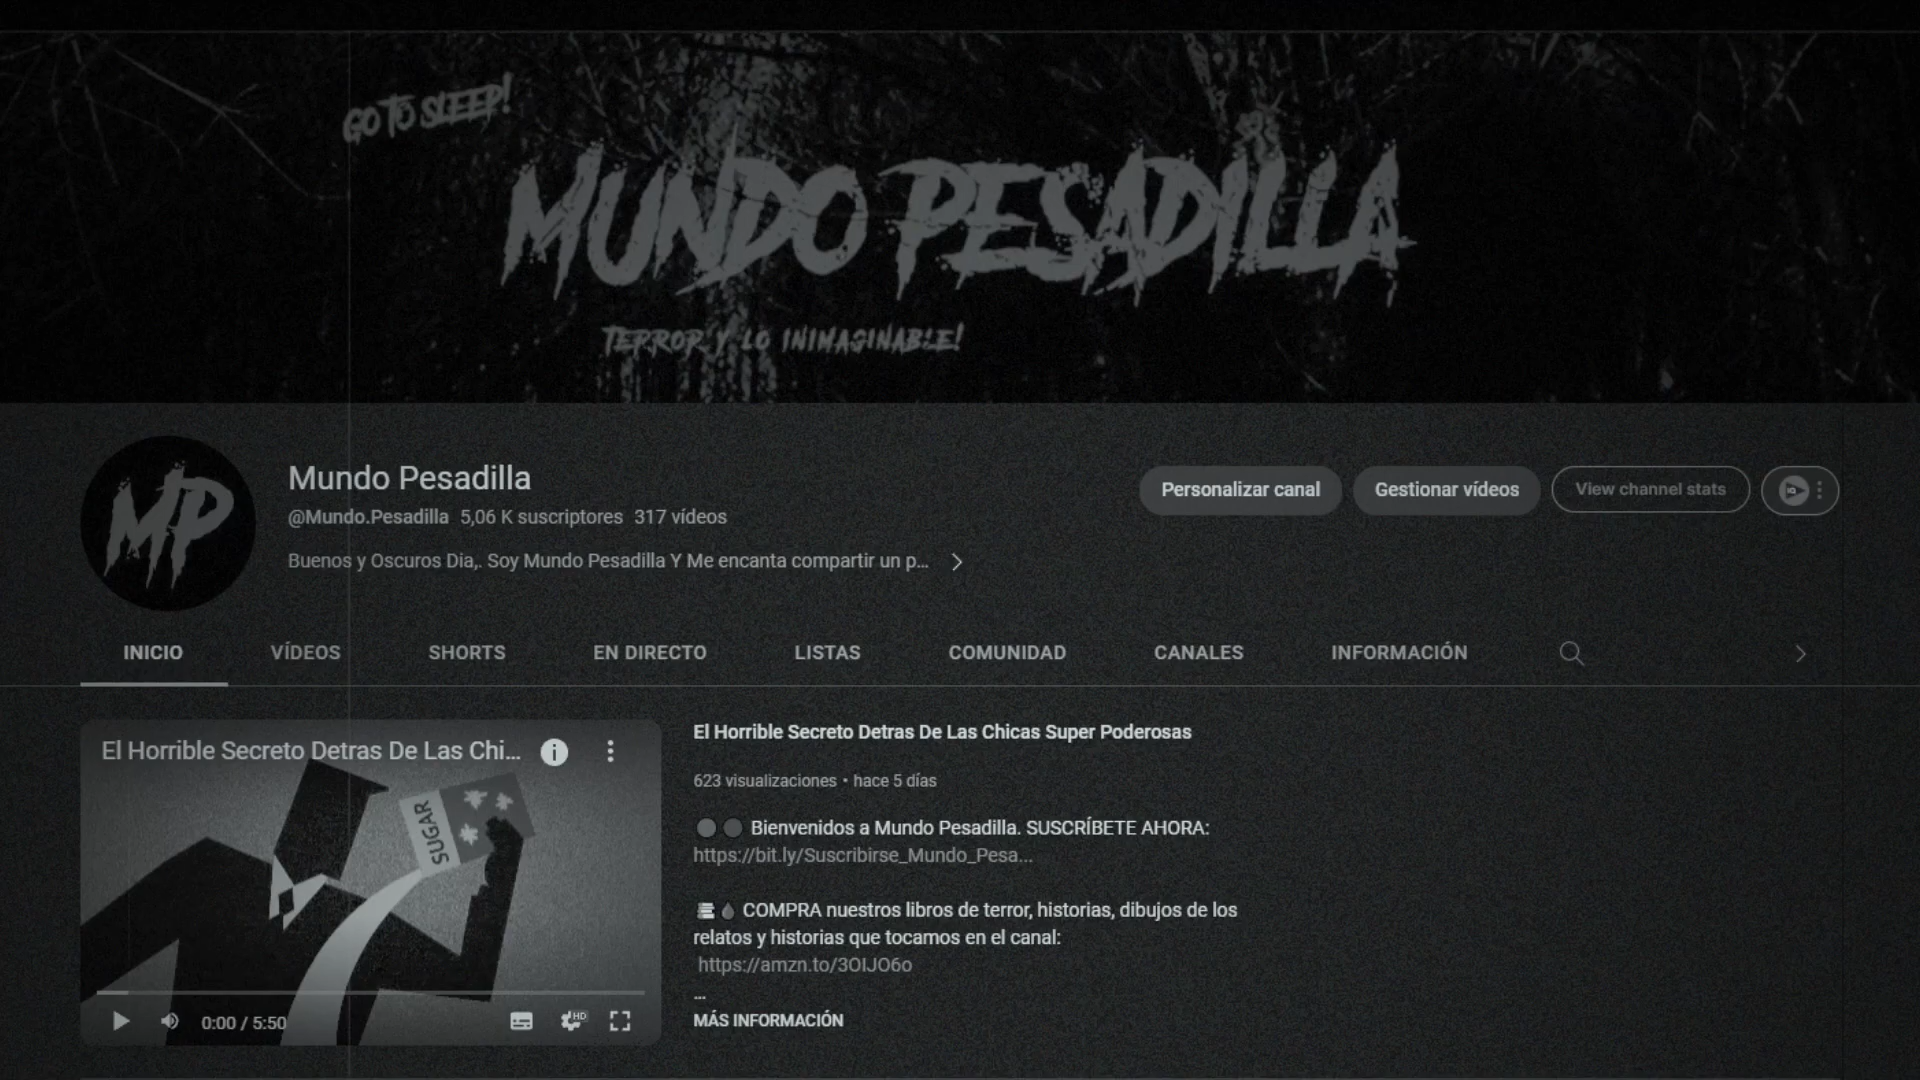 GO TO SLEEP!
MUNDO PESADILLA
TERROR Y LO INIMAGINABLE!
MP
Mundo Pesadilla
@Mundo.Pesadilla 5,06 K suscriptores 317 vídeos
Buenos y Oscuros Dia,. Soy Mundo Pesadilla Y Me encanta compartir un p...
Personalizar canal
Gestionar vídeos
View channel stats
INICIO VÍDEOS SHORTS EN DIRECTO LISTAS COMUNIDAD CANALES INFORMACIÓN
El Horrible Secreto Detras De Las Chi...
SUGAR
0:00 / 5:50
HD
El Horrible Secreto Detras De Las Chicas Super Poderosas
623 visualizaciones • hace 5 días
Bienvenidos a Mundo Pesadilla. SUSCRÍBETE AHORA:
https://bit.ly/Suscribirse_Mundo_Pesa...
COMPRA nuestros libros de terror, historias, dibujos de los
relatos y historias que tocamos en el canal:
https://amzn.to/3OIJO6o
...
MÁS INFORMACIÓN